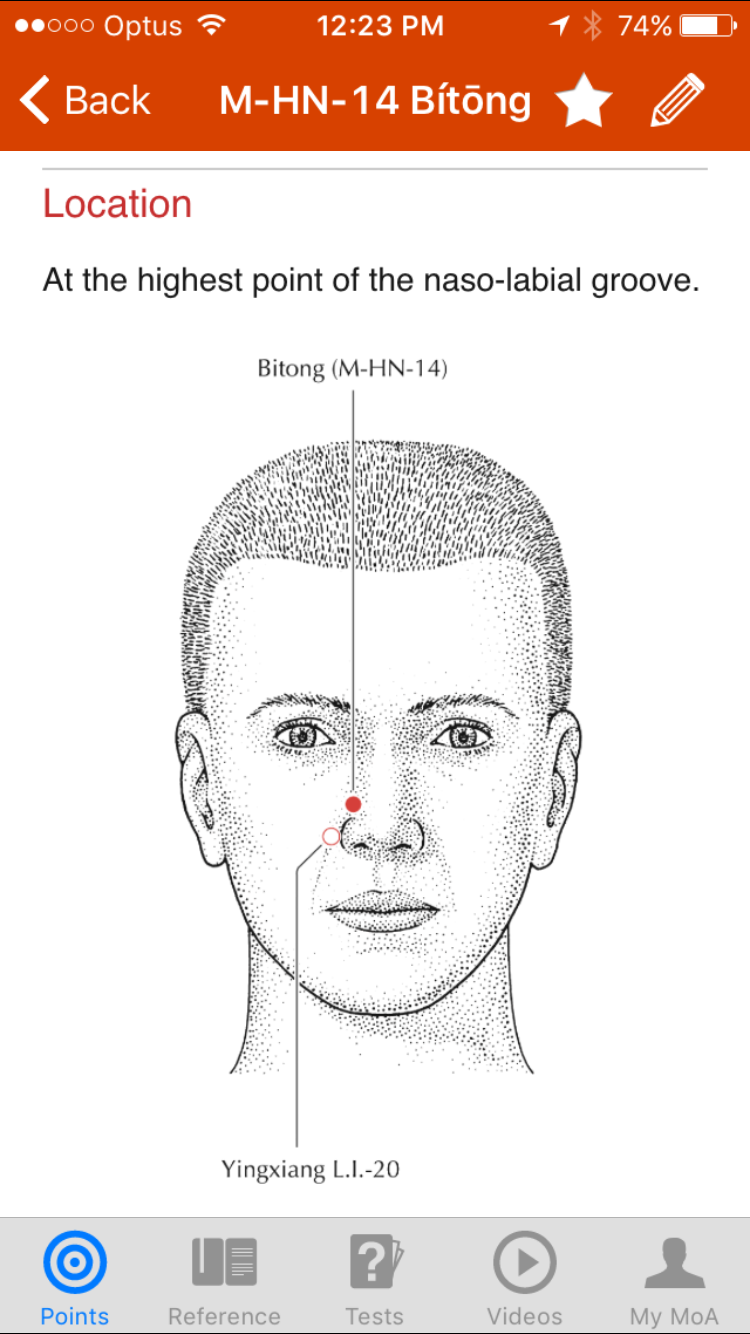 Optus 12:23 PM 74%
Back M-HN-14 Bítōng
Location
At the highest point of the naso-labial groove.
Bitong (M-HN-14)
Yingxiang L.I.-20
Points Reference Tests Videos My MoA